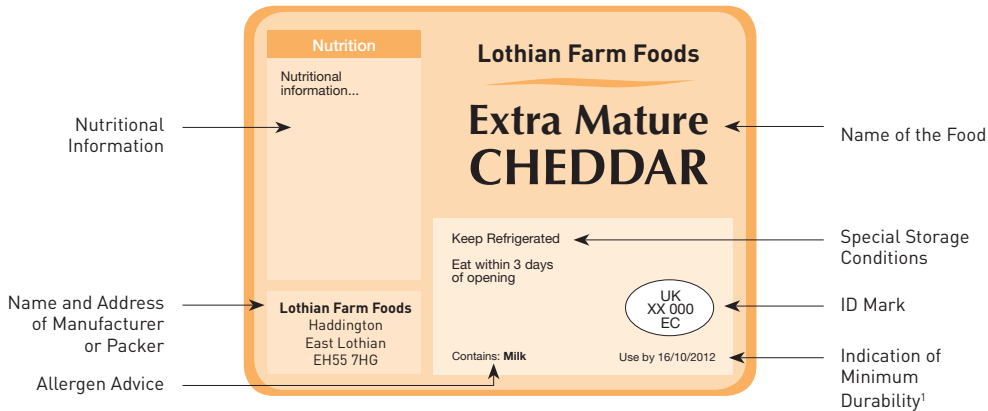 Nutrition
Nutritional
information...
Lothian Farm Foods
Extra Mature
CHEDDAR
Nutritional
Information
Name of the Food
Keep Refrigerated
Eat within 3 days
of opening
Special Storage
Conditions
Name and Address
of Manufacturer
or Packer
Lothian Farm Foods
Haddington
East Lothian
EH55 7HG
UK
XX 000
EC
ID Mark
Contains: Milk
Use by 16/10/2012
Allergen Advice
Indication of
Minimum
Durability¹